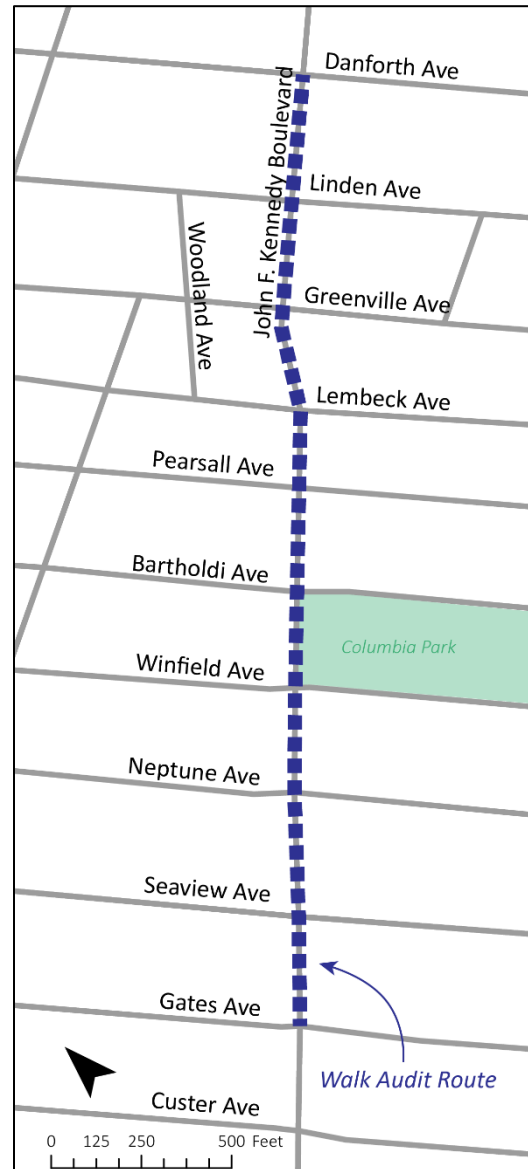 Danforth Ave
John F. Kennedy Boulevard
Linden Ave
Woodland Ave
Greenville Ave
Lembeck Ave
Pearsall Ave
Bartholdi Ave
Columbia Park
Winfield Ave
Neptune Ave
Seaview Ave
Gates Ave
Walk Audit Route
Custer Ave
0 125 250 500 Feet